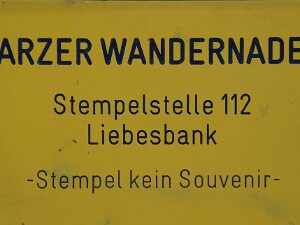 ARZER WANDERNADE
Stempelstelle 112
Liebesbank
-Stempel kein Souvenir-